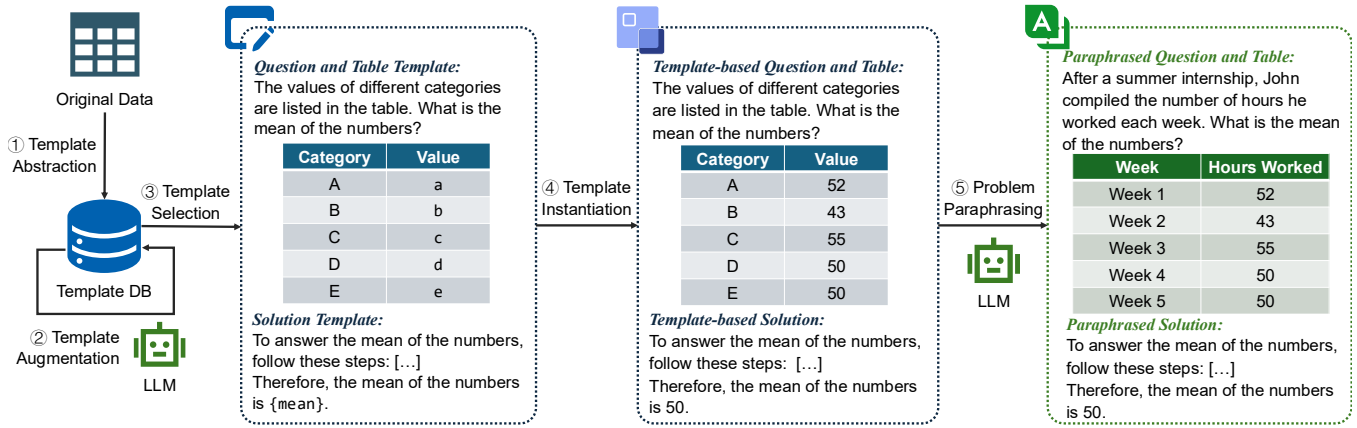 Original Data
① Template
Abstraction
③ Template
Selection
Template DB
② Template
Augmentation
LLM
Question and Table Template:
The values of different categories
are listed in the table. What is the
mean of the numbers?
Category Value
A a
B b
C c
D d
E e
Solution Template:
To answer the mean of the numbers,
follow these steps: […]
Therefore, the mean of the numbers
is {mean}.
④ Template
Instantiation
Template-based Question and Table:
The values of different categories
are listed in the table. What is the
mean of the numbers?
Category Value
A 52
B 43
C 55
D 50
E 50
Template-based Solution:
To answer the mean of the numbers,
follow these steps: […]
Therefore, the mean of the numbers
is 50.
⑤ Problem
Paraphrasing
LLM
A
Paraphrased Question and Table:
After a summer internship, John
compiled the number of hours he
worked each week. What is the mean
of the numbers?
Week Hours Worked
Week 1 52
Week 2 43
Week 3 55
Week 4 50
Week 5 50
Paraphrased Solution:
To answer the mean of the numbers,
follow these steps: […]
Therefore, the mean of the numbers
is 50.